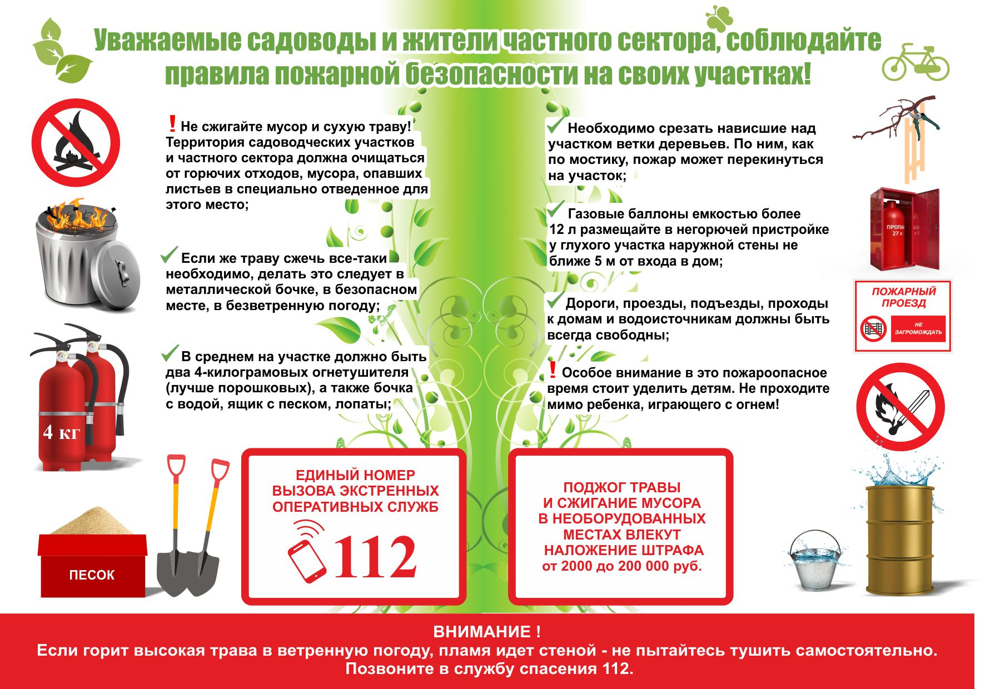 Уважаемые садоводы и жители частного сектора, соблюдайте
правила пожарной безопасности на своих участках!
! Не сжигайте мусор и сухую траву!
Территория садоводческих участков
и частного сектора должна очищаться
от горючих отходов, мусора, опавших
листьев в специально отведенное для
этого место;
Если же траву сжечь все-таки
необходимо, делать это следует в
металлической бочке, в безопасном
месте, в безветренную погоду;
В среднем на участке должно быть
два 4-килограмовых огнетушителя
(лучше порошковых), а также бочка
с водой, ящик с песком, лопаты;
4 кг
ПЕСОК
Необходимо срезать нависшие над
участком ветки деревьев. По ним, как
по мостику, пожар может перекинуться
на участок;
Газовые баллоны емкостью более
12 л размещайте в негорючей пристройке
у глухого участка наружной стены не
ближе 5 м от входа в дом;
ПРОПАН
27 л
Дороги, проезды, подъезды, проходы
к домам и водоисточникам должны быть
всегда свободны;
ПОЖАРНЫЙ
ПРОЕЗД
НЕ
ЗАГРОМОЖДАТЬ
! Особое внимание в это пожароопасное
время стоит уделить детям. Не проходите
мимо ребенка, играющего с огнем!
ЕДИНЫЙ НОМЕР
ВЫЗОВА ЭКСТРЕННЫХ
ОПЕРАТИВНЫХ СЛУЖБ
112
ПОДЖОГ ТРАВЫ
И СЖИГАНИЕ МУСОРА
В НЕОБОРУДОВАННЫХ
МЕСТАХ ВЛЕКУТ
НАЛОЖЕНИЕ ШТРАФА
от 2000 до 200 000 руб.
ВНИМАНИЕ !
Если горит высокая трава в ветренную погоду, пламя идет стеной - не пытайтесь тушить самостоятельно.
Позвоните в службу спасения 112.